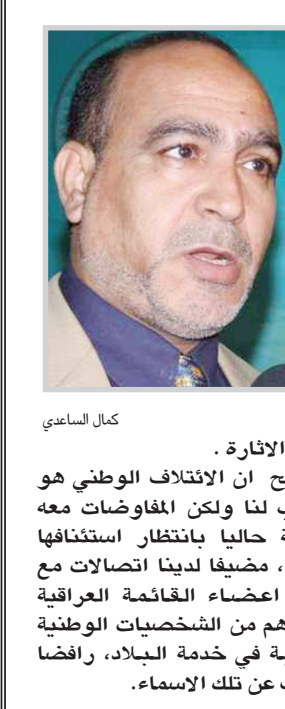 كمال الساعدي
الاثارة .
ح ان الائتلاف الوطني هو
ب لنا ولكن المفاوضات معه
ة حاليا بانتظار استئنافها
، مضيفا لدينا اتصالات مع
اعضاء القائمة العراقية
هم من الشخصيات الوطنية
ية في خدمة البلاد، رافضا
ف عن تلك الاسماء.